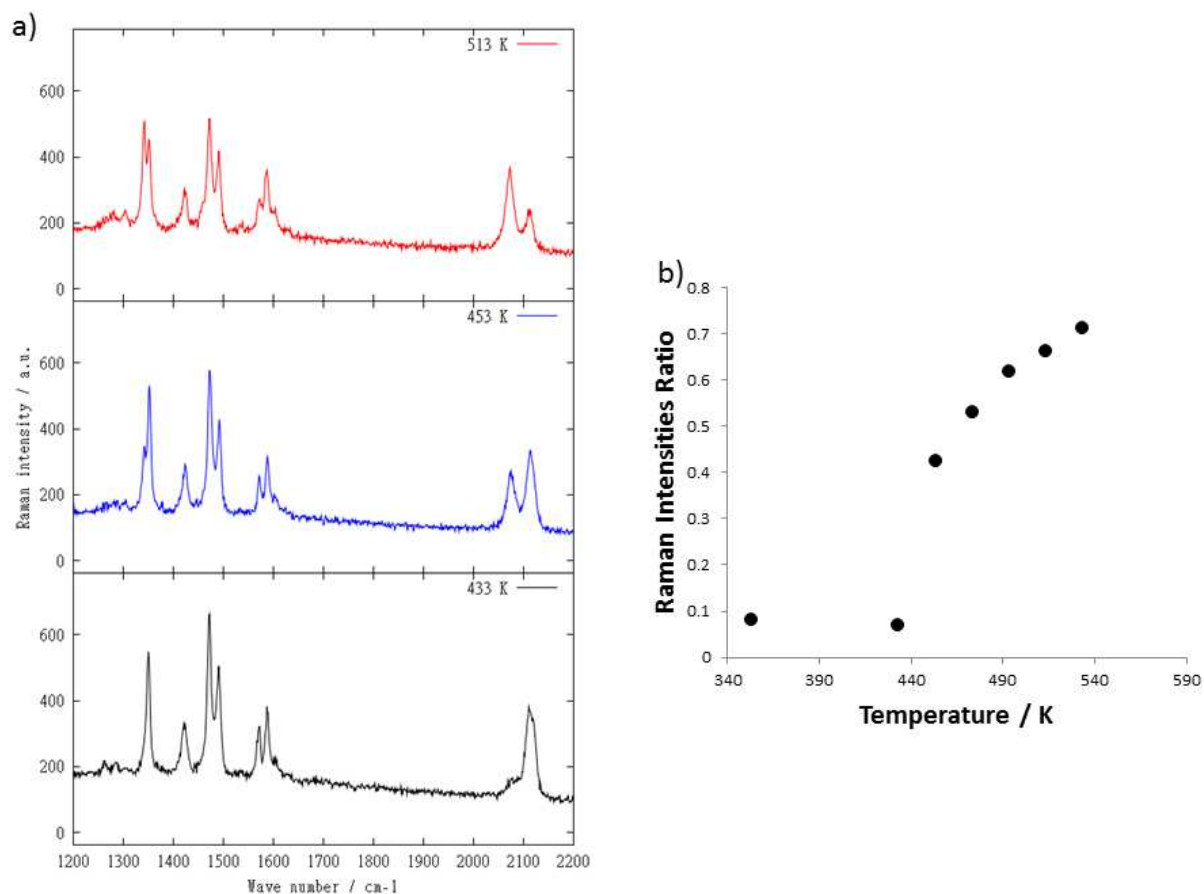 a)
513 K
600
400
200
0
453 K
600
400
200
0
Raman intensity / a.u.
433 K
600
400
200
0
1200 1300 1400 1500 1600 1700 1800 1900 2000 2100 2200
Wave number / cm-1
b)
0.8
0.7
0.6
0.5
0.4
0.3
0.2
0.1
0
Raman Intensities Ratio
340 390 440 490 540 590
Temperature / K